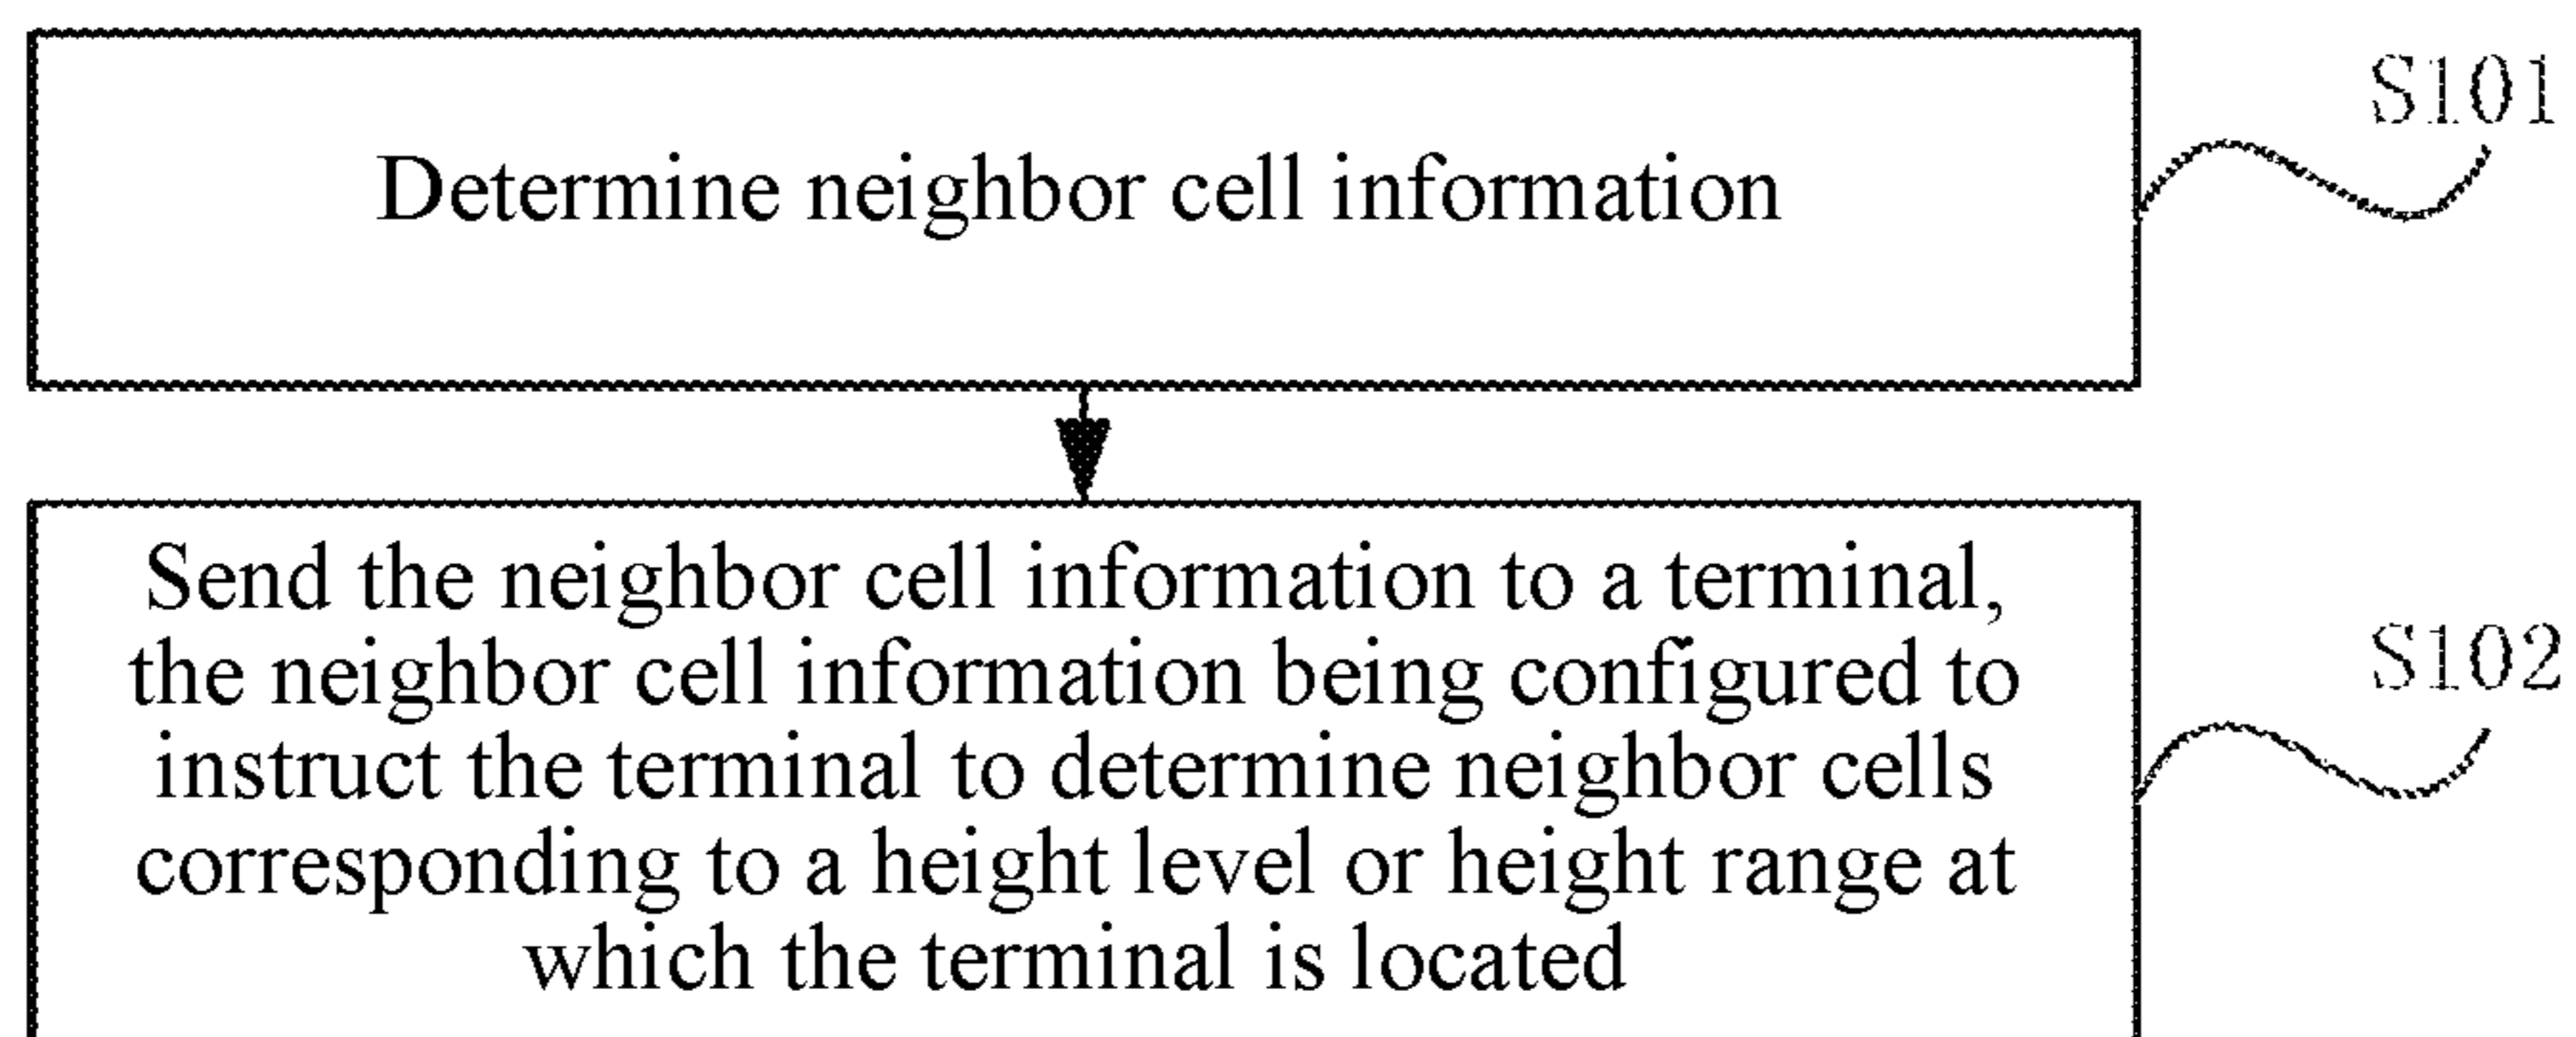 S101
Determine neighbor cell information
Send the neighbor cell information to a terminal,
the neighbor cell information being configured to
S102
instruct the terminal to determine neighbor cells
corresponding to a height level or height range at
which the terminal is located